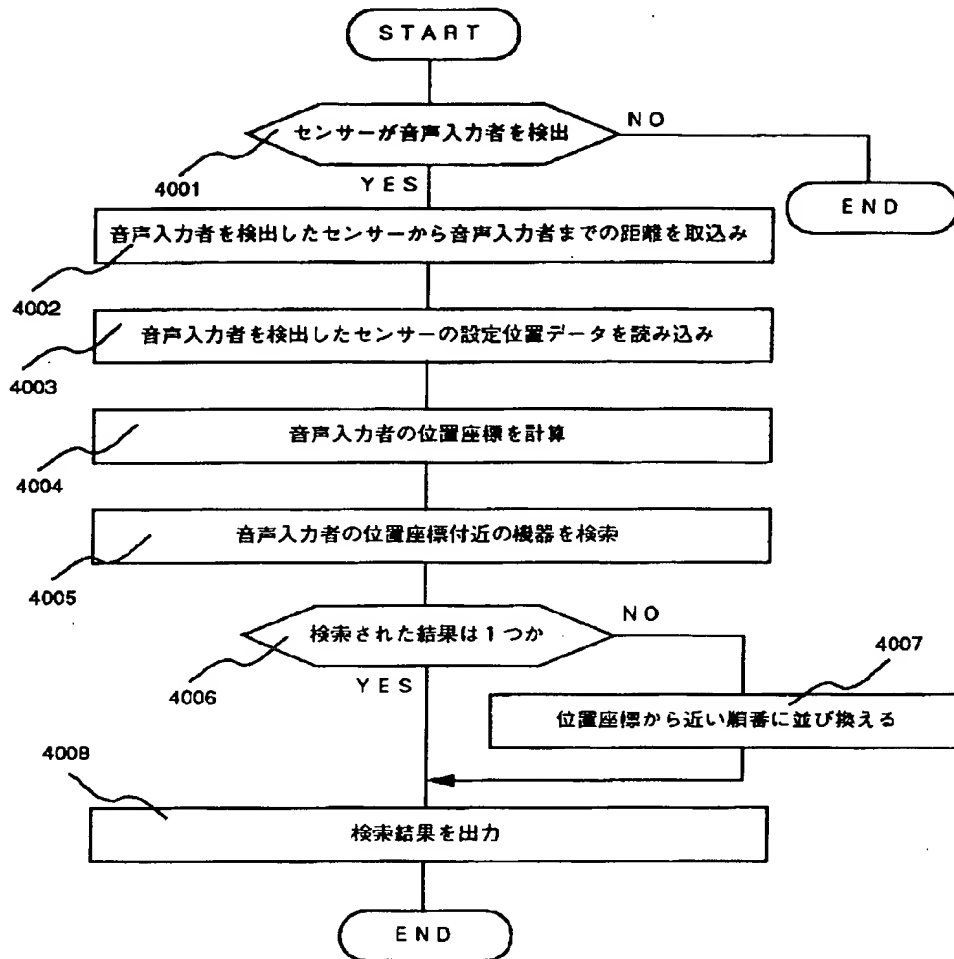 START
センサーが音声入力者を検出
NO
4001
YES
END
音声入力者を検出したセンサーから音声入力者までの距離を取込み
4002
音声入力者を検出したセンサーの設定位置データを読み込み
4003
音声入力者の位置座標を計算
4004
音声入力者の位置座標付近の機器を検索
4005
検索された結果は1つか
NO
4006
YES
4007
位置座標から近い順番に並び換える
4008
検索結果を出力
END